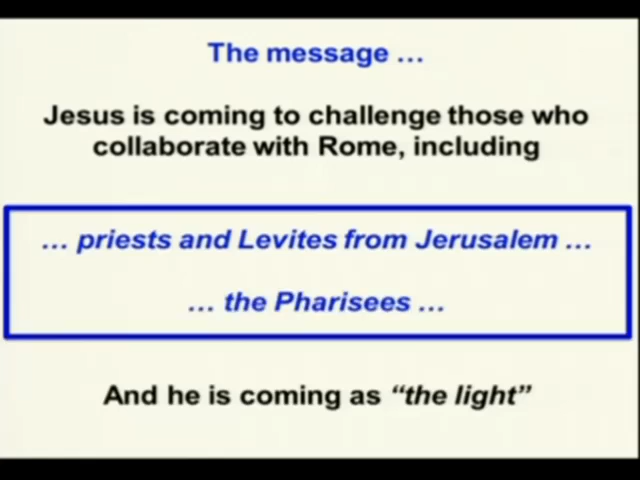 The message …
Jesus is coming to challenge those who
collaborate with Rome, including
… priests and Levites from Jerusalem …
… the Pharisees …
And he is coming as “the light”